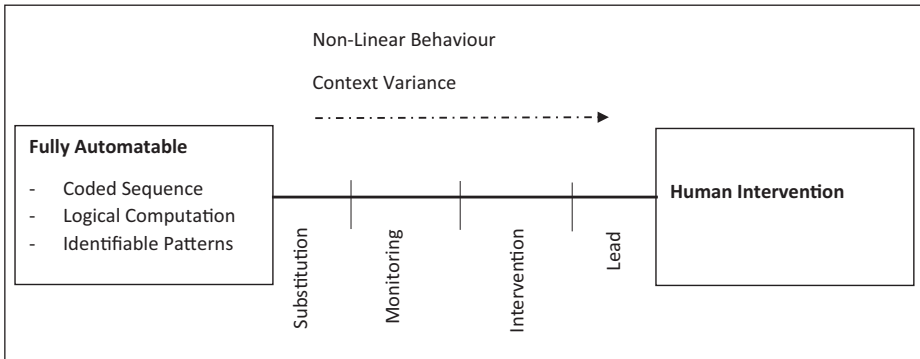 Non-Linear Behaviour
Context Variance
Fully Automatable
- Coded Sequence
- Logical Computation
- Identifiable Patterns
Human Intervention
Substitution
Monitoring
Intervention
Lead